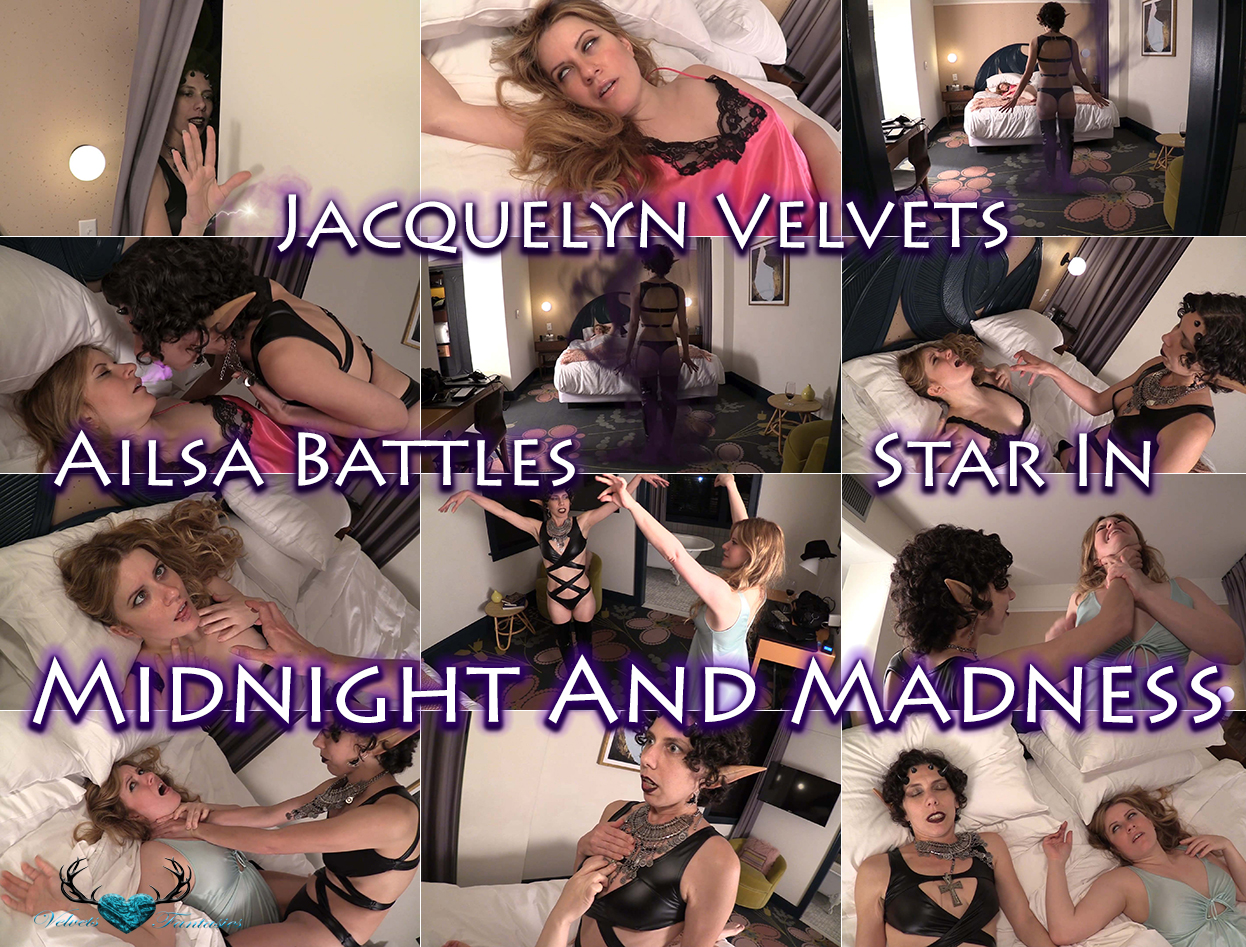 Jacquelyn Velvets
Ailsa Battles Star In
Midnight And Madness
Velvets Fantasies